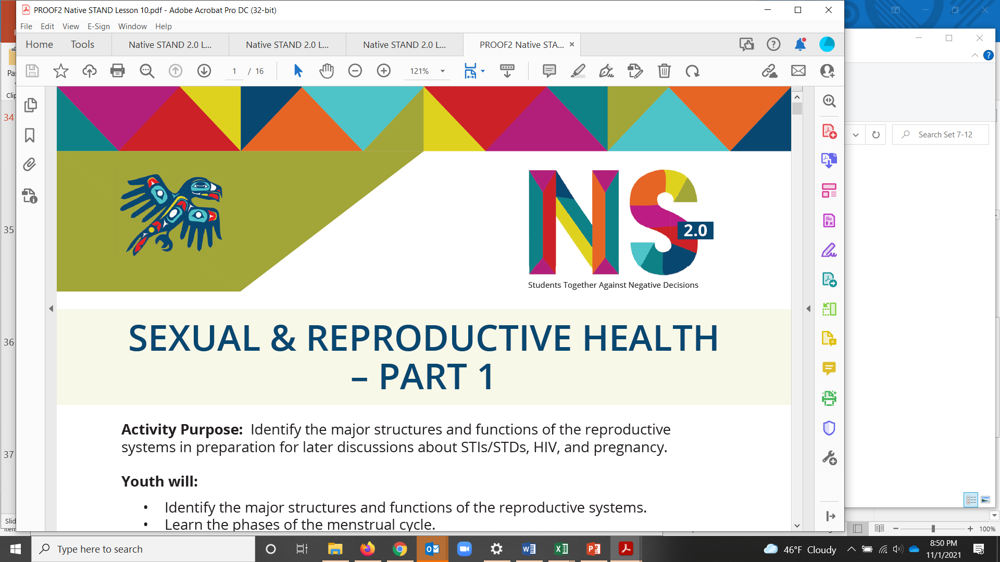 PROOF2 Native STAND Lesson 10.pdf - Adobe Acrobat Pro DC (32-bit)
File Edit View E-Sign Window Help
Home Tools Native STAND 2.0 L... Native STAND 2.0 L... Native STAND 2.0 L... PROOF2 Native STA...
1 / 16 121%
Clip
34
35
36
37
Search Set 7-12
NS
2.0
Students Together Against Negative Decisions
SEXUAL & REPRODUCTIVE HEALTH
– PART 1
Activity Purpose: Identify the major structures and functions of the reproductive
systems in preparation for later discussions about STIs/STDs, HIV, and pregnancy.
Youth will:
• Identify the major structures and functions of the reproductive systems.
• Learn the phases of the menstrual cycle.
Slid
100%
Type here to search
46°F Cloudy
8:50 PM
11/1/2021